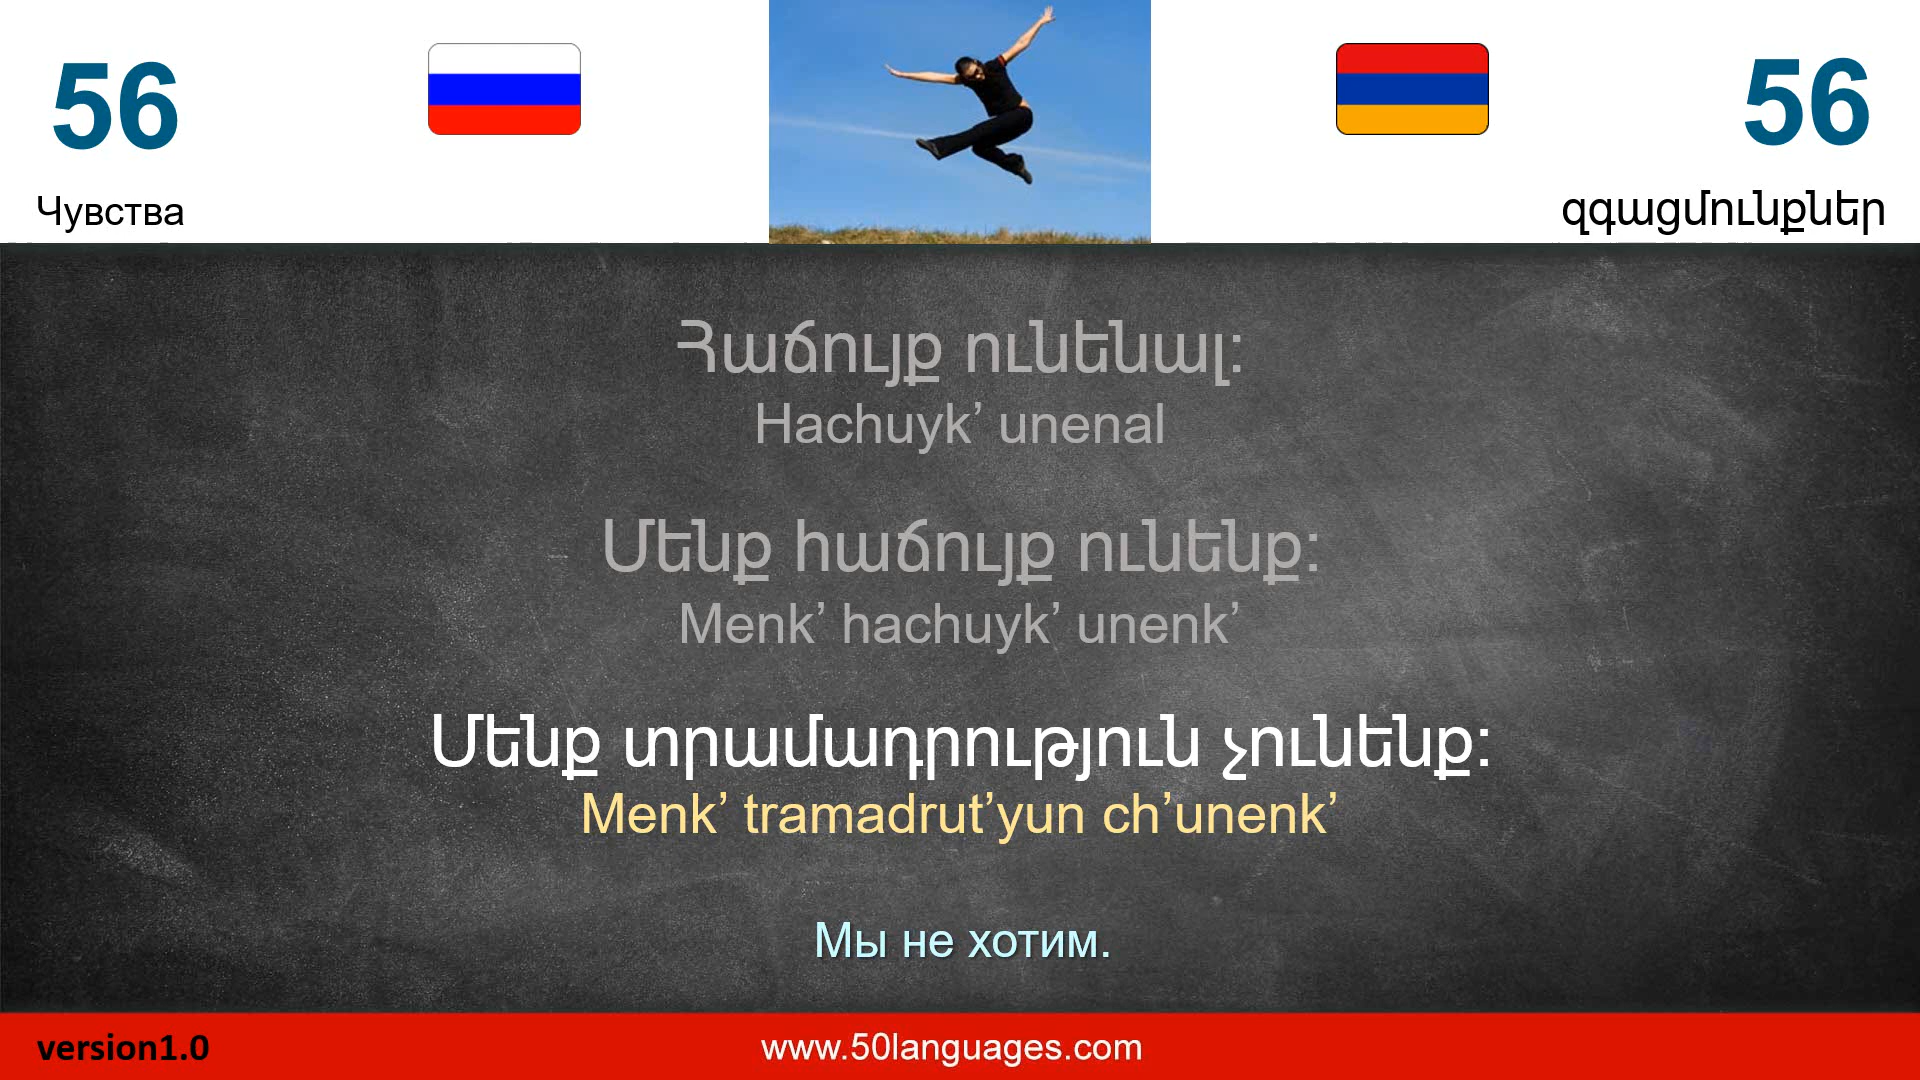 56
56
Чувства
զգացմունքներ
Հաճույք ունենալ:
Hachuyk’ unenal
Մենք հաճույք ունենք:
Menk’ hachuyk’ unenk’
Մենք տրամադրություն չունենք:
Menk’ tramadrut’yun ch’unenk’
Мы не хотим.
version1.0
www.50languages.com